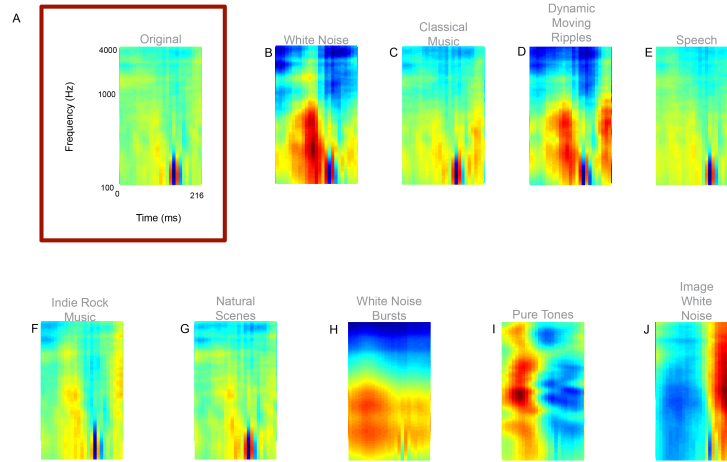 A
Original
4000
1000
100
0
216
Frequency (Hz)
Time (ms)
B
White Noise
C
Classical
Music
D
Dynamic
Moving
Ripples
E
Speech
F
Indie Rock
Music
G
Natural
Scenes
H
White Noise
Bursts
I
Pure Tones
J
Image
White
Noise